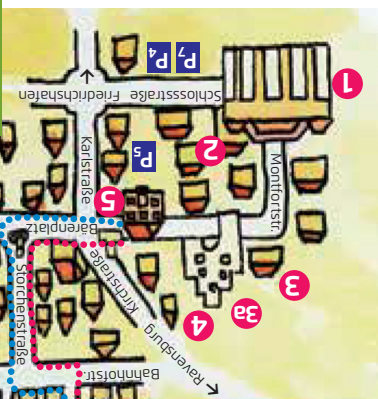 Ravensburg
Bahnhofstr.
Storchenstraße
Kirchstraße
4
3a
3
Bärenplatz
Montfortstr.
5
2
P5
Karlstraße
1
Schlossstraße Friedrichshafen
P7 P4